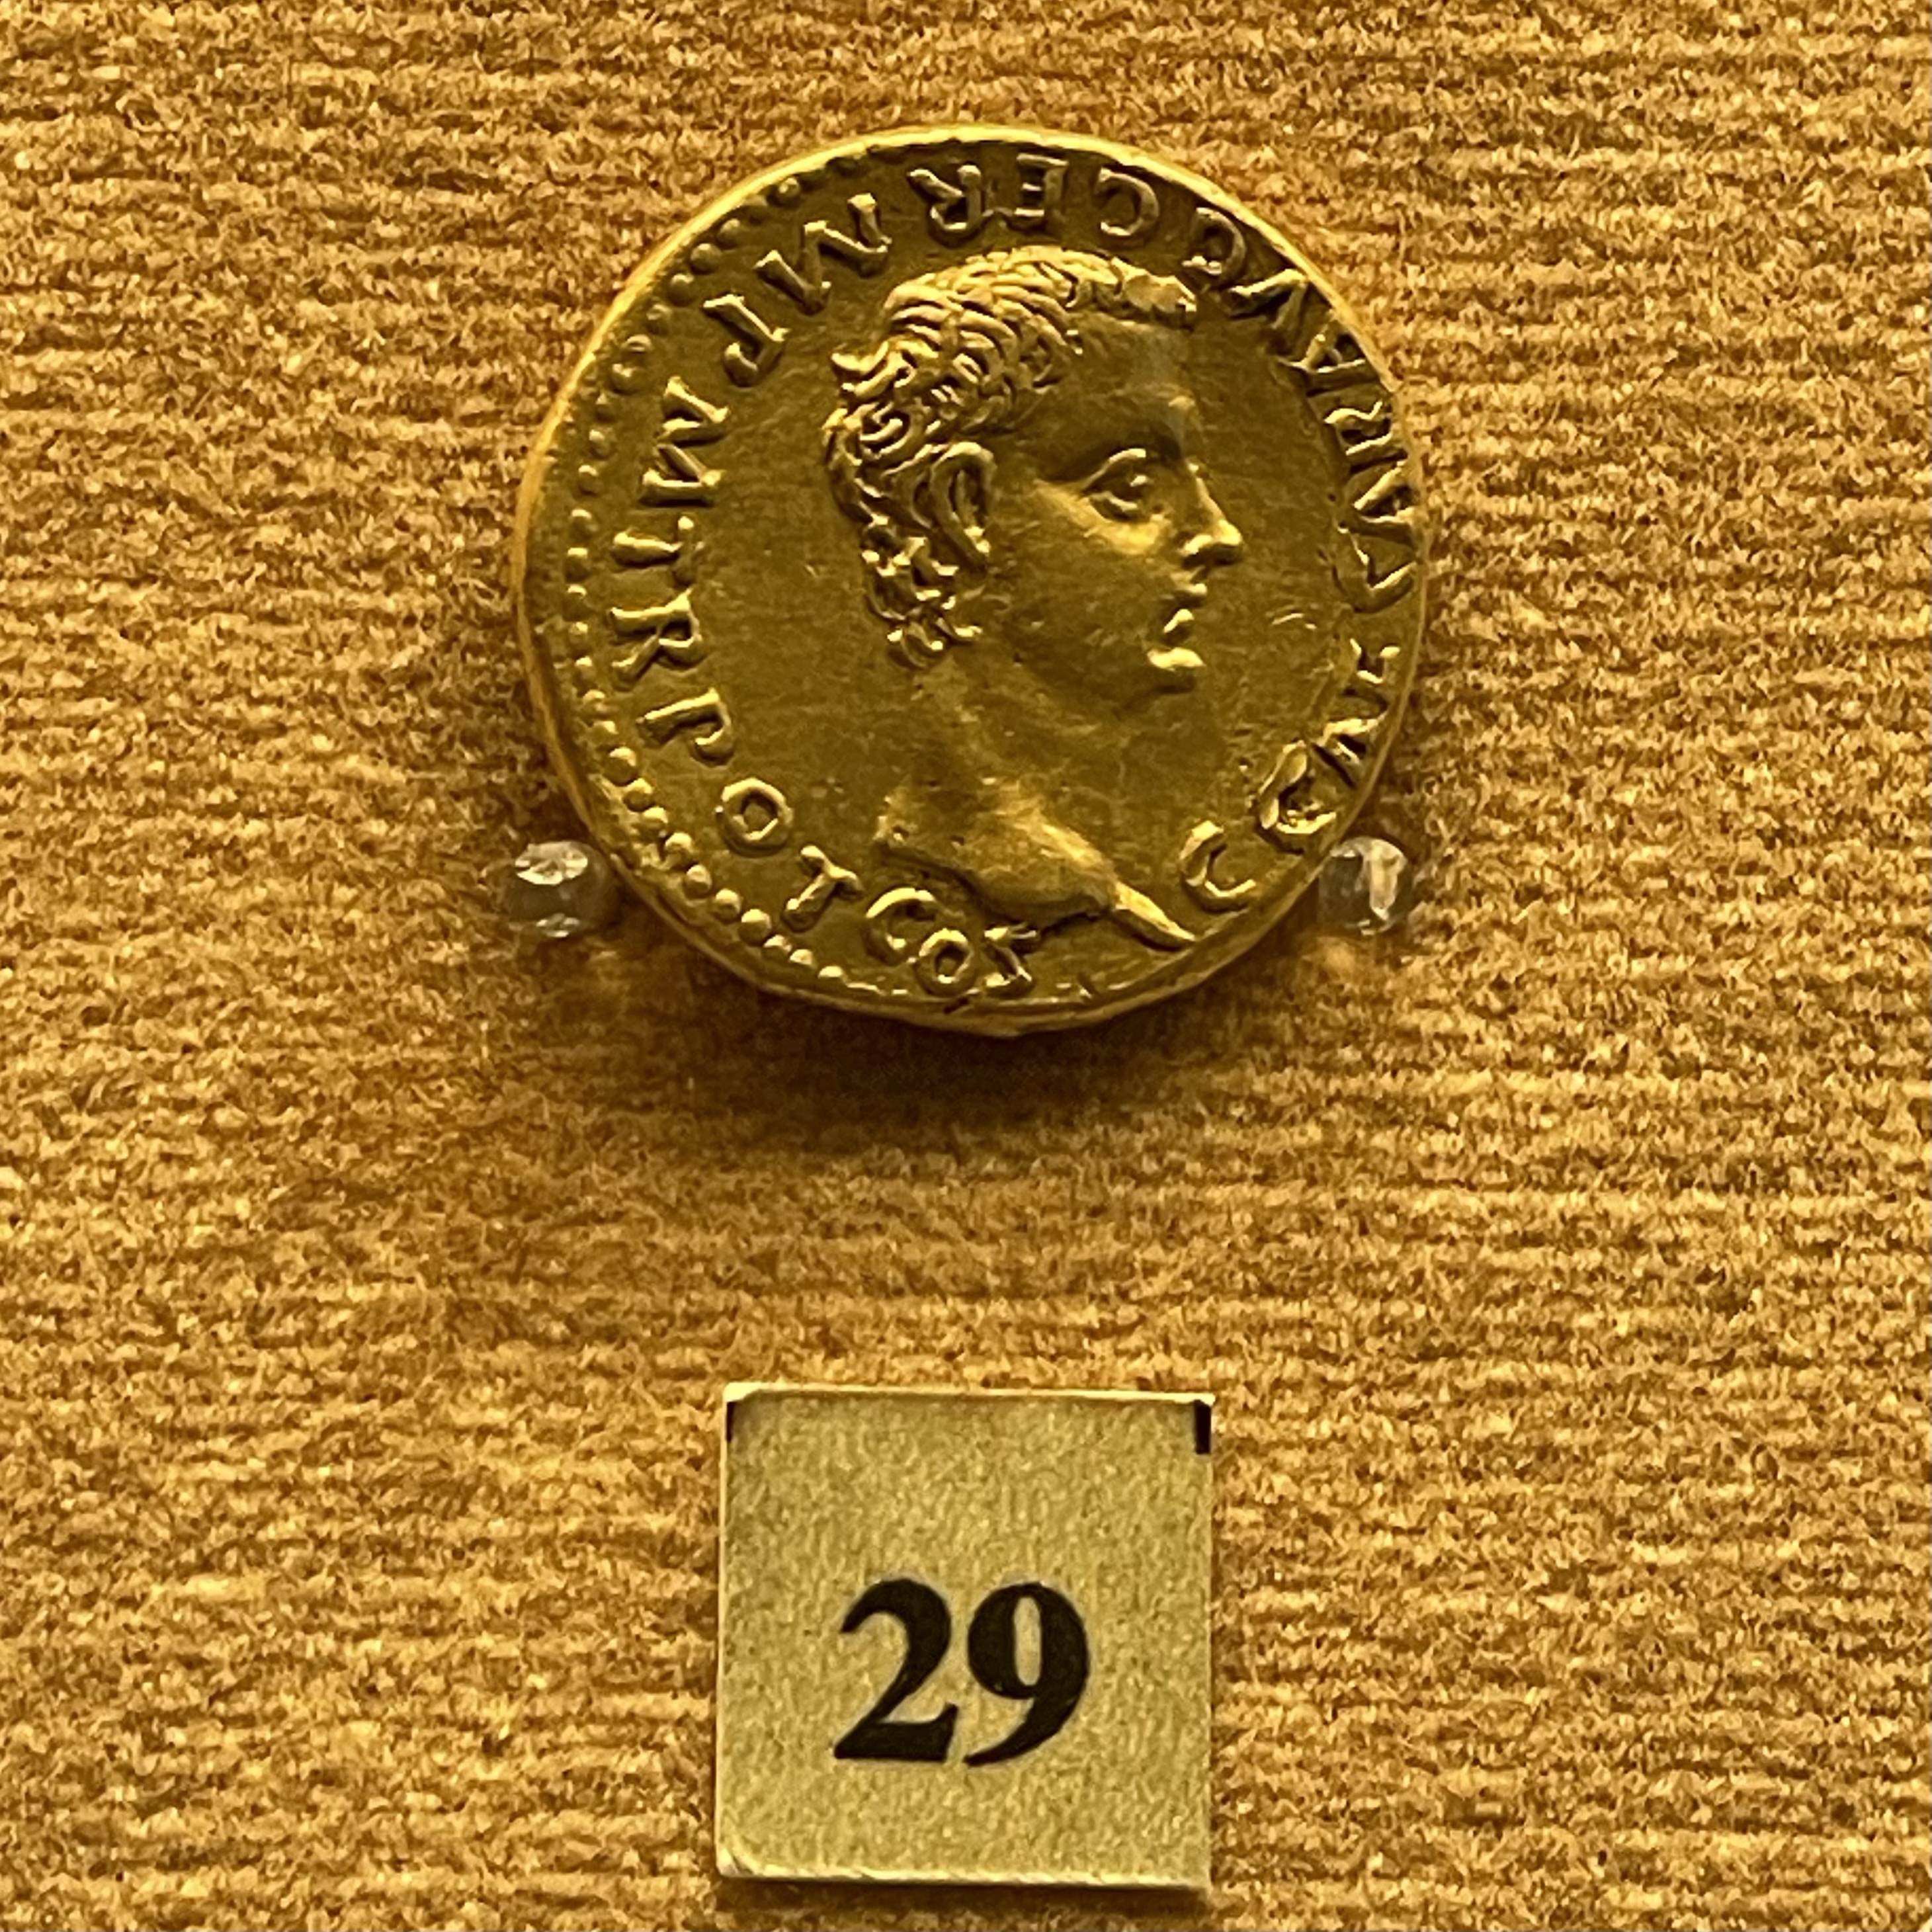 C CAESAR AVG GERM P M TR POT COS
29